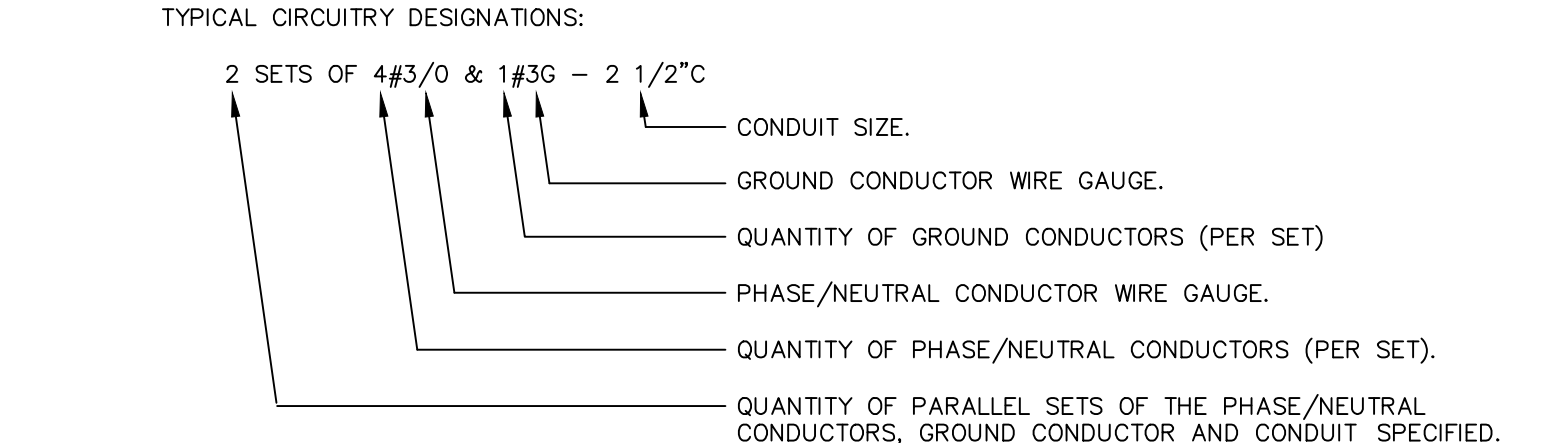 TYPICAL CIRCUITRY DESIGNATIONS:
2 SETS OF 4#3/0 & 1#3G – 2 1/2"C
CONDUIT SIZE.
GROUND CONDUCTOR WIRE GAUGE.
QUANTITY OF GROUND CONDUCTORS (PER SET)
PHASE/NEUTRAL CONDUCTOR WIRE GAUGE.
QUANTITY OF PHASE/NEUTRAL CONDUCTORS (PER SET).
QUANTITY OF PARALLEL SETS OF THE PHASE/NEUTRAL
CONDUCTORS, GROUND CONDUCTOR AND CONDUIT SPECIFIED.